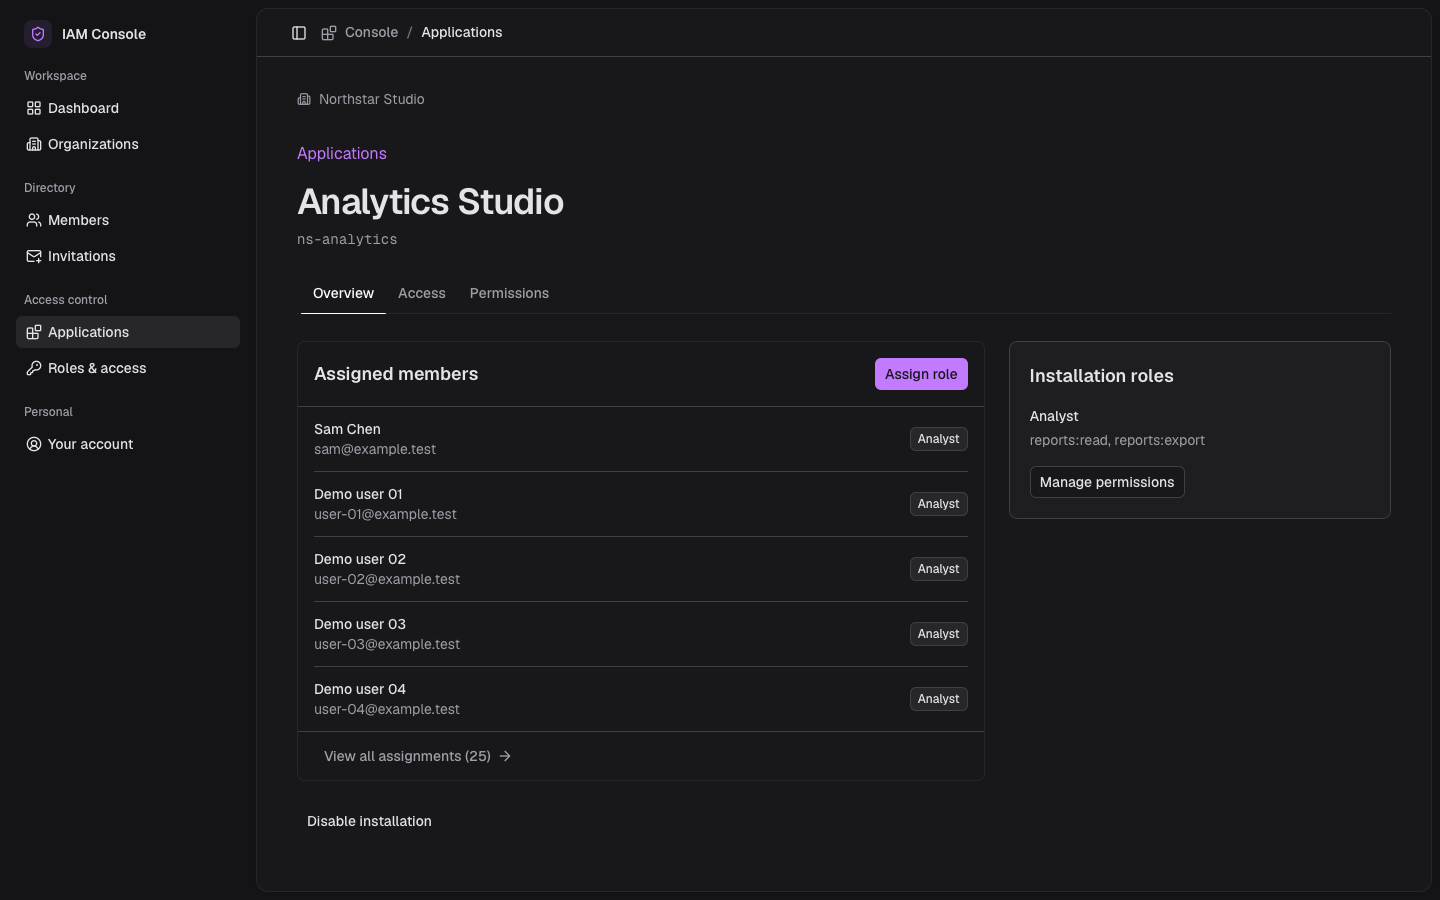 IAM Console
Workspace
Dashboard
Organizations
Directory
Members
Invitations
Access control
Applications
Roles & access
Personal
Your account
Console / Applications
Northstar Studio
Applications
Analytics Studio
ns-analytics
Overview Access Permissions
Assigned members
Assign role
Sam Chen
sam@example.test
Analyst
Demo user 01
user-01@example.test
Analyst
Demo user 02
user-02@example.test
Analyst
Demo user 03
user-03@example.test
Analyst
Demo user 04
user-04@example.test
Analyst
View all assignments (25)
Disable installation
Installation roles
Analyst
reports:read, reports:export
Manage permissions